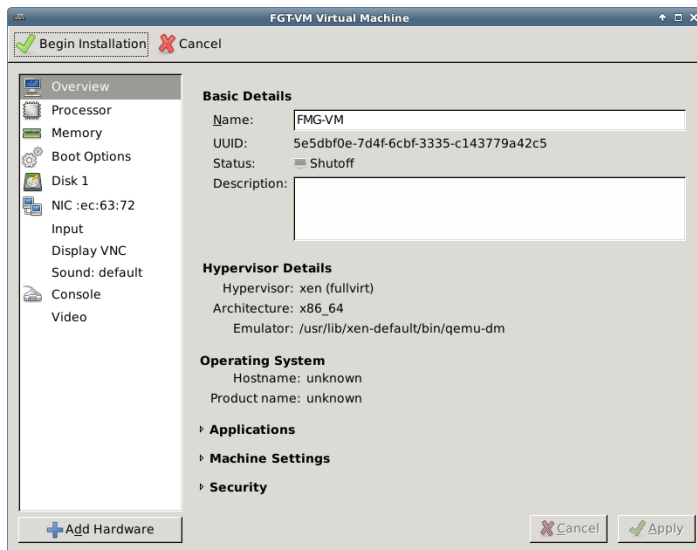 FGT-VM Virtual Machine
Begin Installation
Cancel
Overview
Processor
Memory
Boot Options
Disk 1
NIC :ec:63:72
Input
Display VNC
Sound: default
Console
Video
Add Hardware
Basic Details
Name: FMG-VM
UUID: 5e5dbf0e-7d4f-6cbf-3335-c143779a42c5
Status: Shutoff
Description:
Hypervisor Details
Hypervisor: xen (fullvirt)
Architecture: x86_64
Emulator: /usr/lib/xen-default/bin/qemu-dm
Operating System
Hostname: unknown
Product name: unknown
Applications
Machine Settings
Security
Cancel
Apply